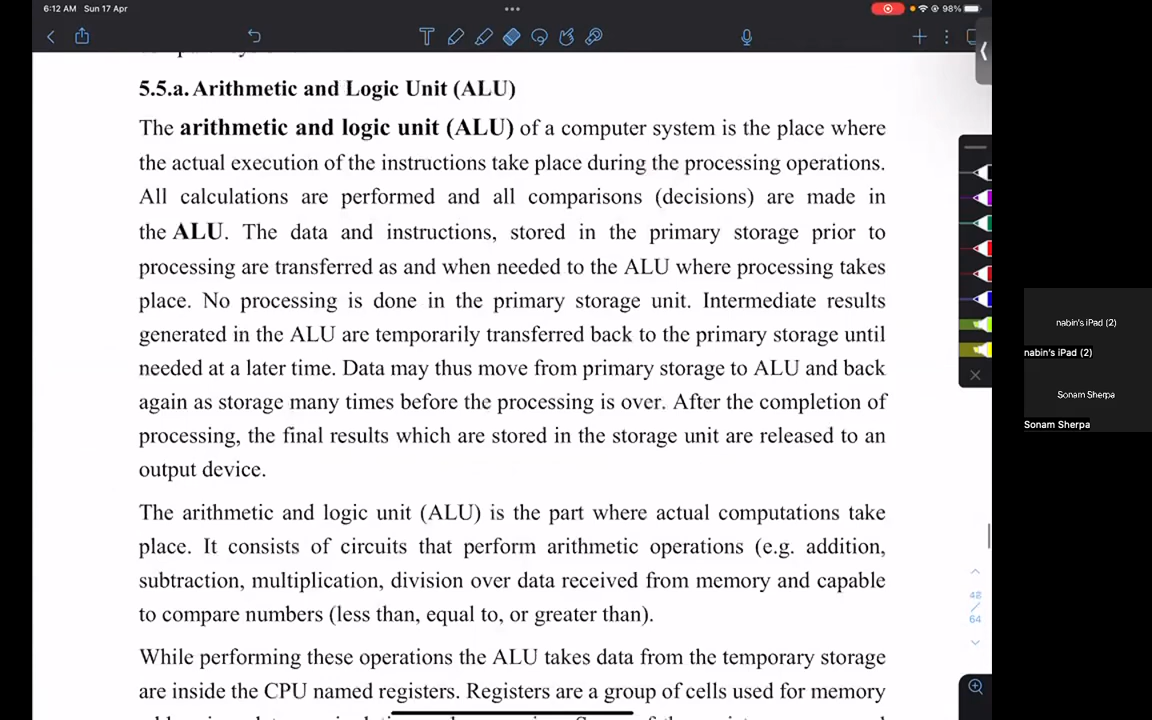 6:12 AM Sun 17 Apr
98%
5.5.a. Arithmetic and Logic Unit (ALU)
The arithmetic and logic unit (ALU) of a computer system is the place where
the actual execution of the instructions take place during the processing operations.
All calculations are performed and all comparisons (decisions) are made in
the ALU. The data and instructions, stored in the primary storage prior to
processing are transferred as and when needed to the ALU where processing takes
place. No processing is done in the primary storage unit. Intermediate results
generated in the ALU are temporarily transferred back to the primary storage until
needed at a later time. Data may thus move from primary storage to ALU and back
again as storage many times before the processing is over. After the completion of
processing, the final results which are stored in the storage unit are released to an
output device.
The arithmetic and logic unit (ALU) is the part where actual computations take
place. It consists of circuits that perform arithmetic operations (e.g. addition,
subtraction, multiplication, division over data received from memory and capable
to compare numbers (less than, equal to, or greater than).
While performing these operations the ALU takes data from the temporary storage
are inside the CPU named registers. Registers are a group of cells used for memory
48
/
64
nabin's iPad (2)
nabin's iPad (2)
Sonam Sherpa
Sonam Sherpa